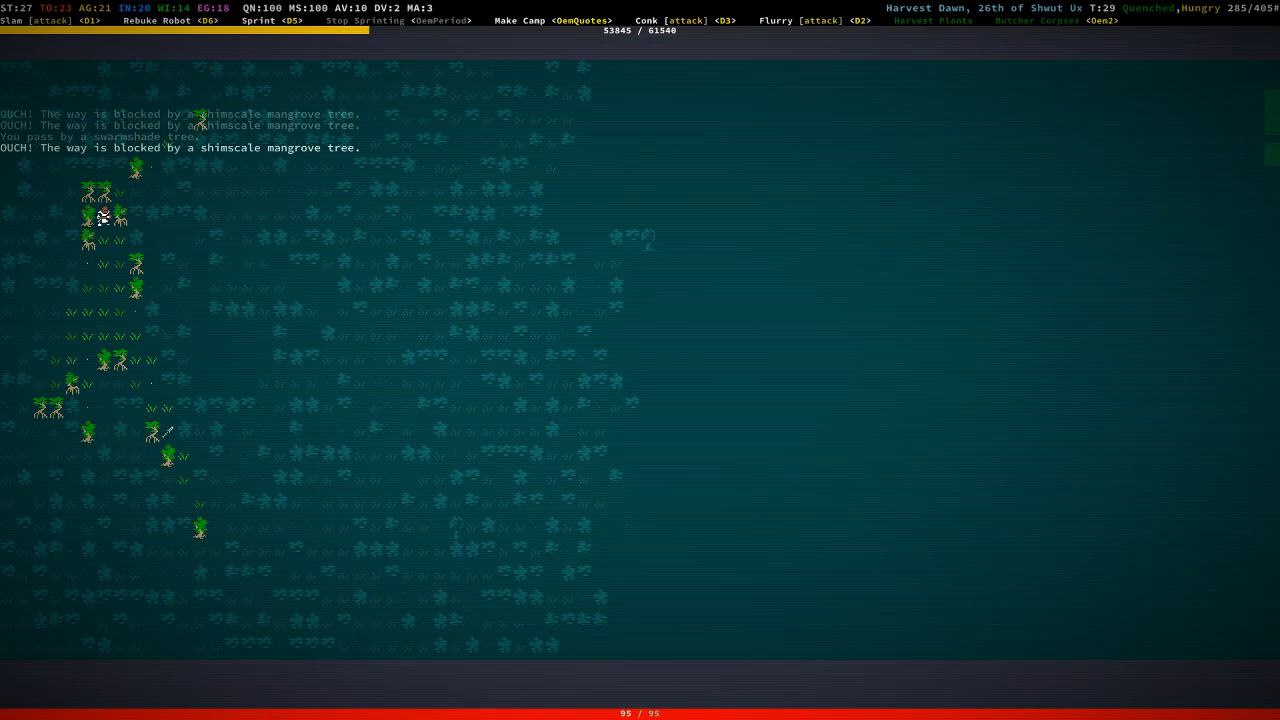 ST:27 TO:23 AG:21 IN:20 WI:14 EG:18 QN:100 MS:100 AV:10 DV:2 MA:3 Harvest Dawn, 26th of Shwut Ux T:29 Quenched,Hungry 285/405#
Slam [attack] <D1> Rebuke Robot <D6> Sprint <D5> Stop Sprinting <OemPeriod> Make Camp <OemQuotes> Conk [attack] <D3> Flurry [attack] <D2> Harvest Plants Butcher Corpses <Oem2>
53845 / 61540
OUCH! The way is blocked by a shimscale mangrove tree.
OUCH! The way is blocked by a shimscale mangrove tree.
You pass by a swarmshade tree.
OUCH! The way is blocked by a shimscale mangrove tree.
95 / 95